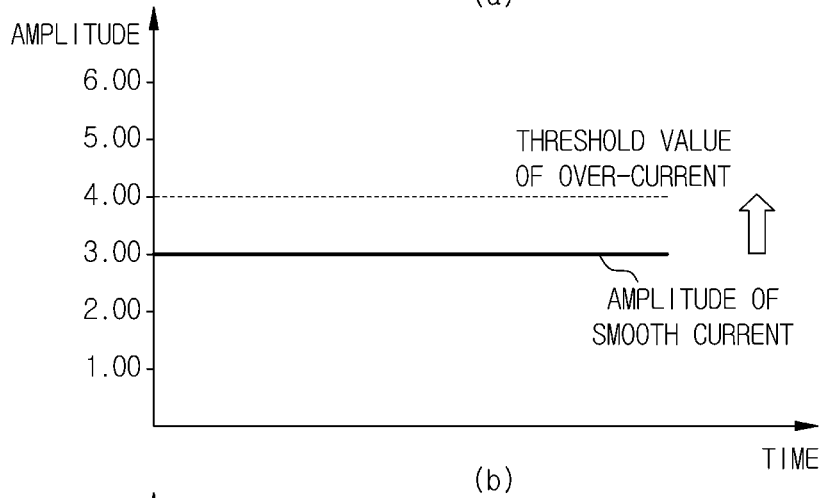 (a)
AMPLITUDE
6.00
5.00
THRESHOLD VALUE
OF OVER-CURRENT
4.00
3.00
AMPLITUDE OF
SMOOTH CURRENT
2.00
1.00
TIME
(b)